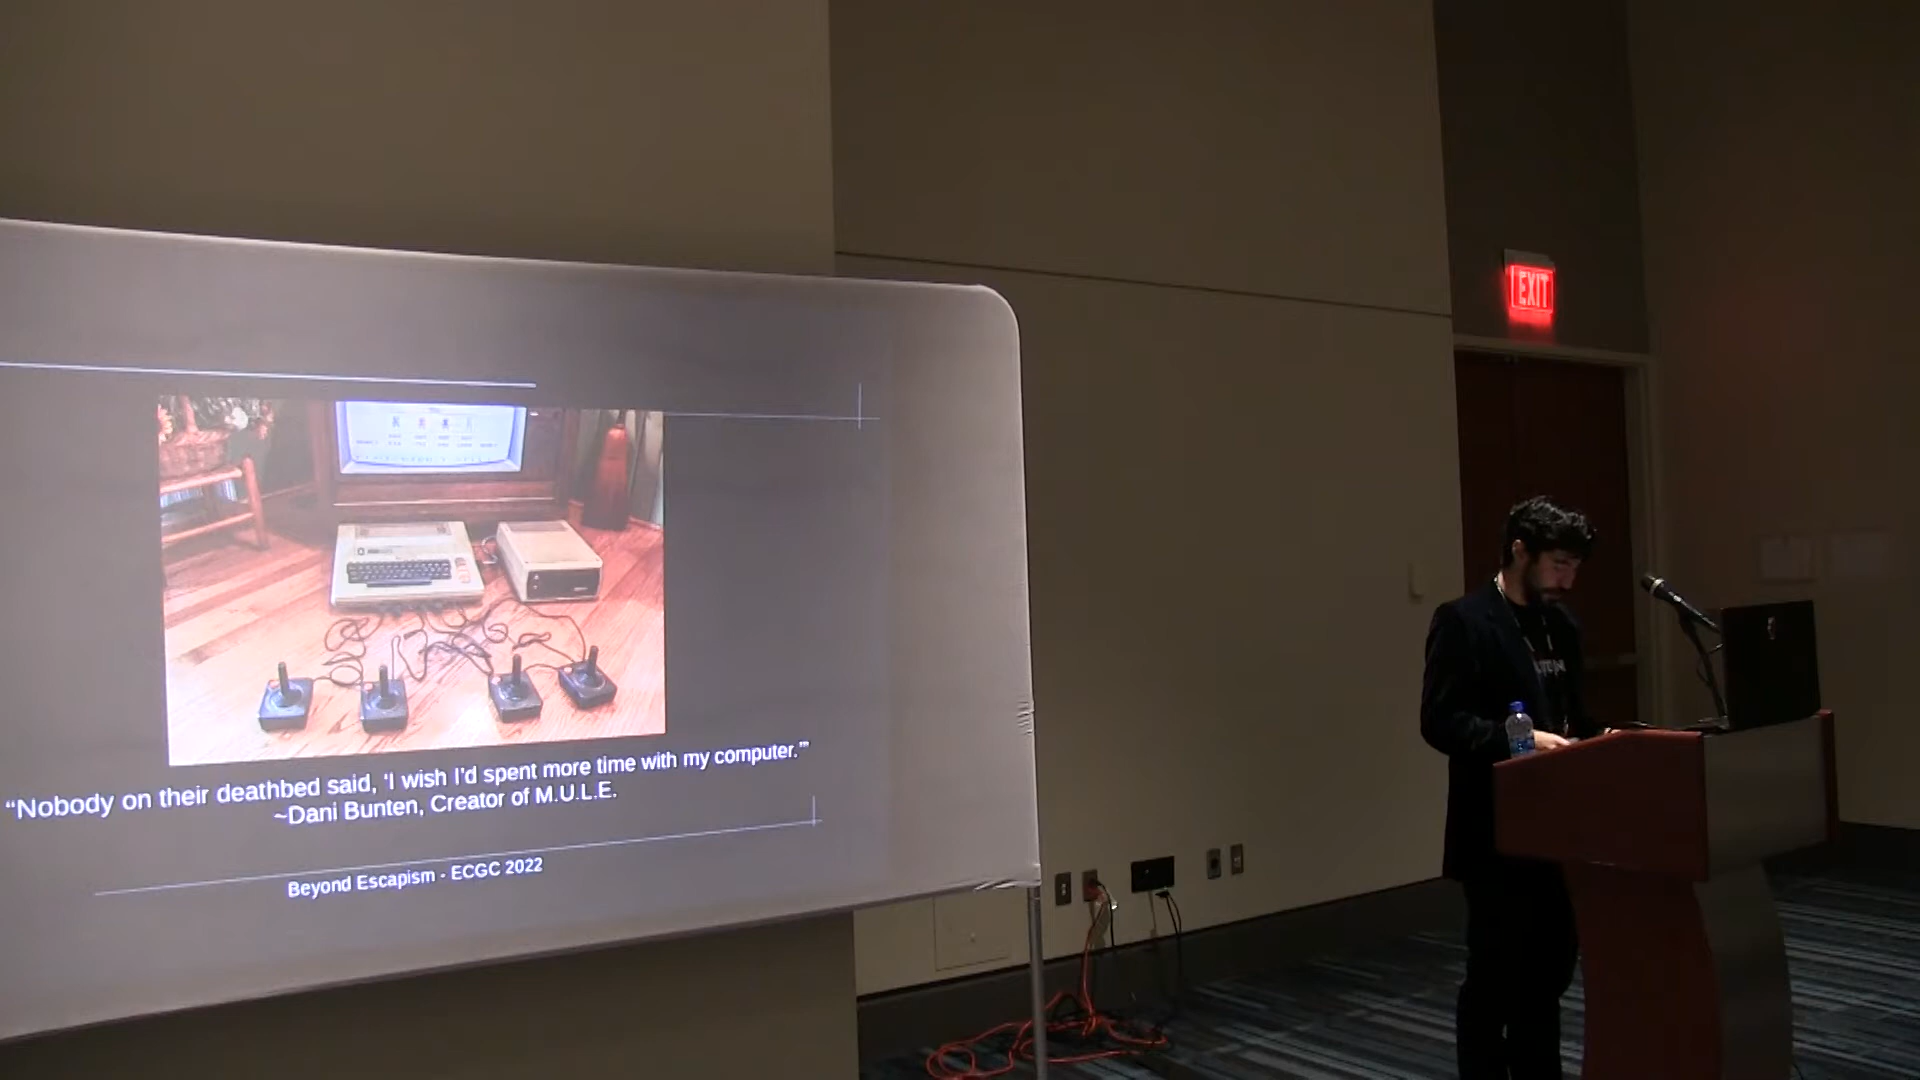 “Nobody on their deathbed said, ‘I wish I'd spent more time with my computer.’”
~Dani Bunten, Creator of M.U.L.E.
Beyond Escapism - ECGC 2022
EXIT